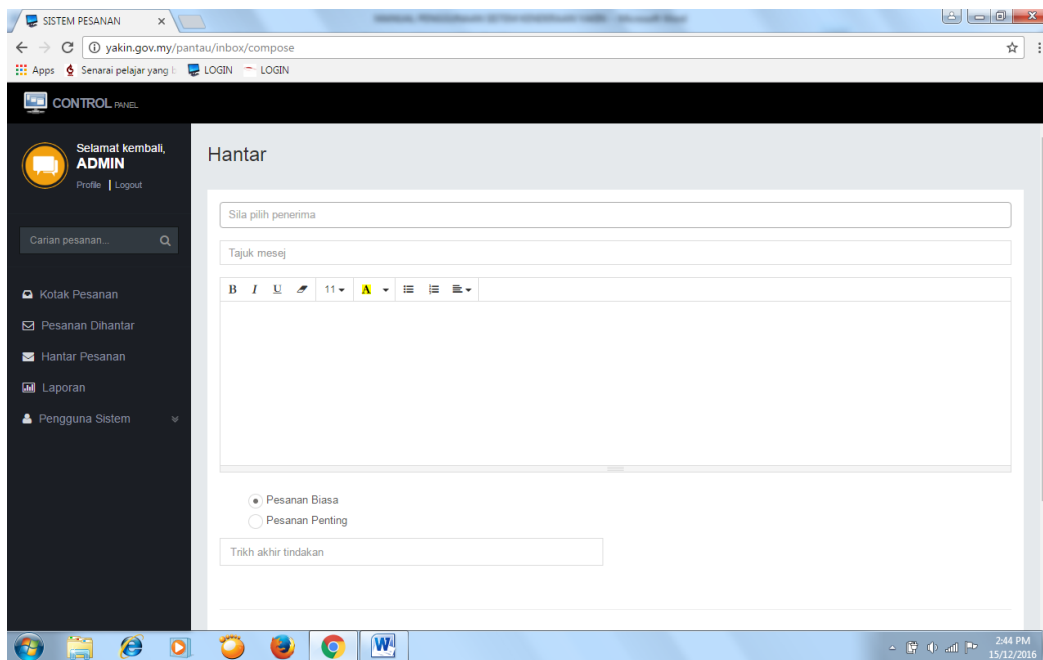 SISTEM PESANAN
yakin.gov.my/pantau/inbox/compose
Apps Senarai pelajar yang LOGIN LOGIN
CONTROL PANEL
Selamat kembali,
ADMIN
Profile | Logout
Carian pesanan...
Kotak Pesanan
Pesanan Dihantar
Hantar Pesanan
Laporan
Pengguna Sistem
Hantar
Sila pilih penerima
Tajuk mesej
B I U 11 A
Pesanan Biasa
Pesanan Penting
Trikh akhir tindakan
2:44 PM
15/12/2016